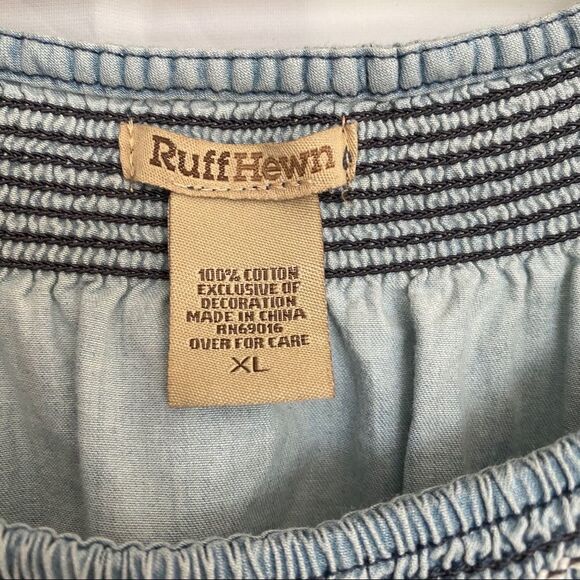 RuffHewn
100% COTTON
EXCLUSIVE OF
DECORATION
MADE IN CHINA
RN69016
OVER FOR CARE
XL